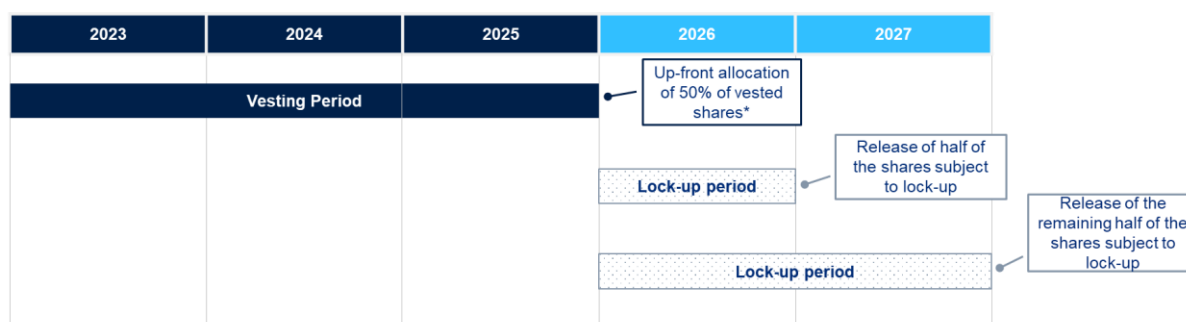 2023 2024 2025 2026 2027
Up-front allocation
of 50% of vested
shares*
Vesting Period
Release of half of
the shares subject
to lock-up
Lock-up period
Release of the
remaining half of the
shares subject to
lock-up
Lock-up period